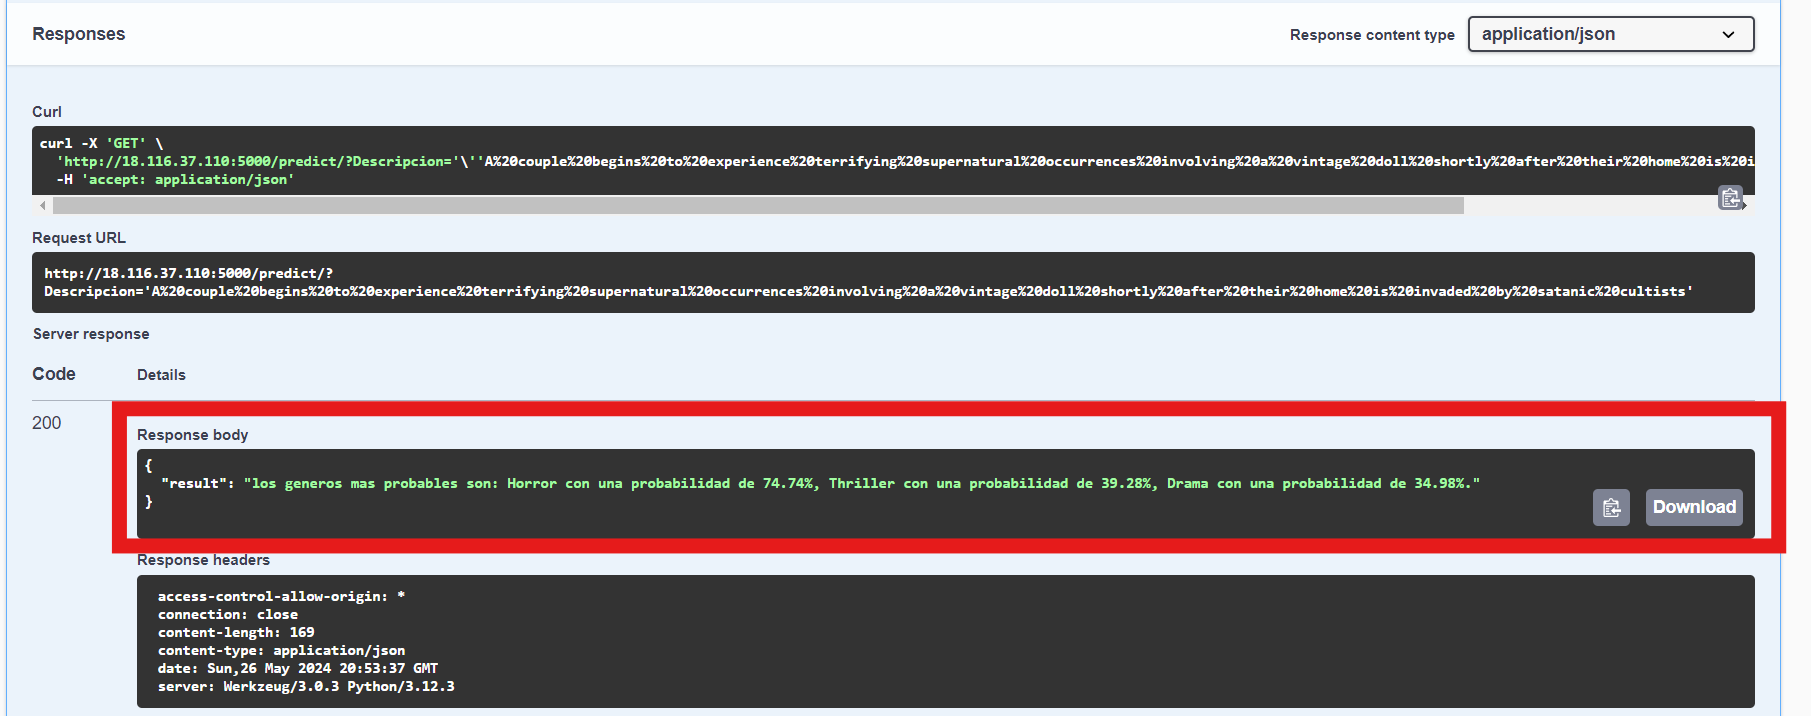 Responses
Response content type
application/json
Curl
curl -X 'GET' \
'http://18.116.37.110:5000/predict/?Descripcion='\''A%20couple%20begins%20to%20experience%20terrifying%20supernatural%20occurrences%20involving%20a%20vintage%20doll%20shortly%20after%20their%20home%20is%20i
-H 'accept: application/json'
Request URL
http://18.116.37.110:5000/predict/?
Descripcion='A%20couple%20begins%20to%20experience%20terrifying%20supernatural%20occurrences%20involving%20a%20vintage%20doll%20shortly%20after%20their%20home%20is%20invaded%20by%20satanic%20cultists'
Server response
Code
Details
200
Response body
{
"result": "los generos mas probables son: Horror con una probabilidad de 74.74%, Thriller con una probabilidad de 39.28%, Drama con una probabilidad de 34.98%."
}
Download
Response headers
access-control-allow-origin: *
connection: close
content-length: 169
content-type: application/json
date: Sun,26 May 2024 20:53:37 GMT
server: Werkzeug/3.0.3 Python/3.12.3